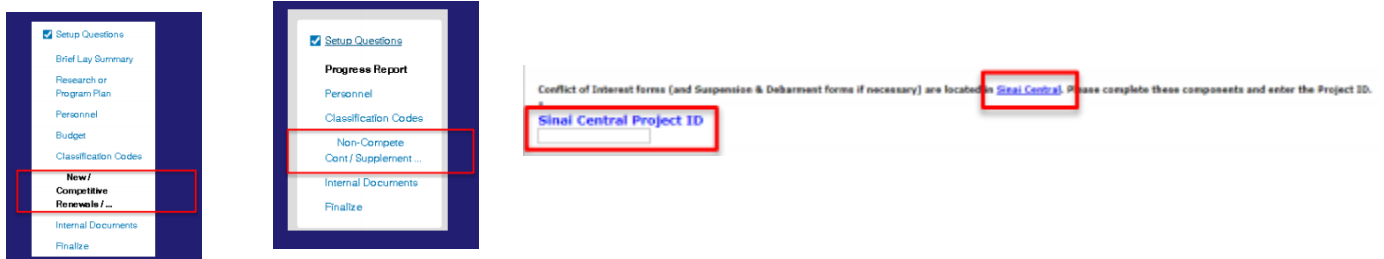 Setup Questions
Brief Lay Summary
Research or
Program Plan
Personnel
Budget
Classification Codes
New /
Competitive
Renewals / ...
Internal Documents
Finalize
Setup Questions
Progress Report
Personnel
Classification Codes
Non-Compete
Cont / Supplement ...
Internal Documents
Finalize
Conflict of Interest forms (and Suspension & Debarment forms if necessary) are located in Sinai Central. Please complete these components and enter the Project ID.
*
Sinai Central Project ID